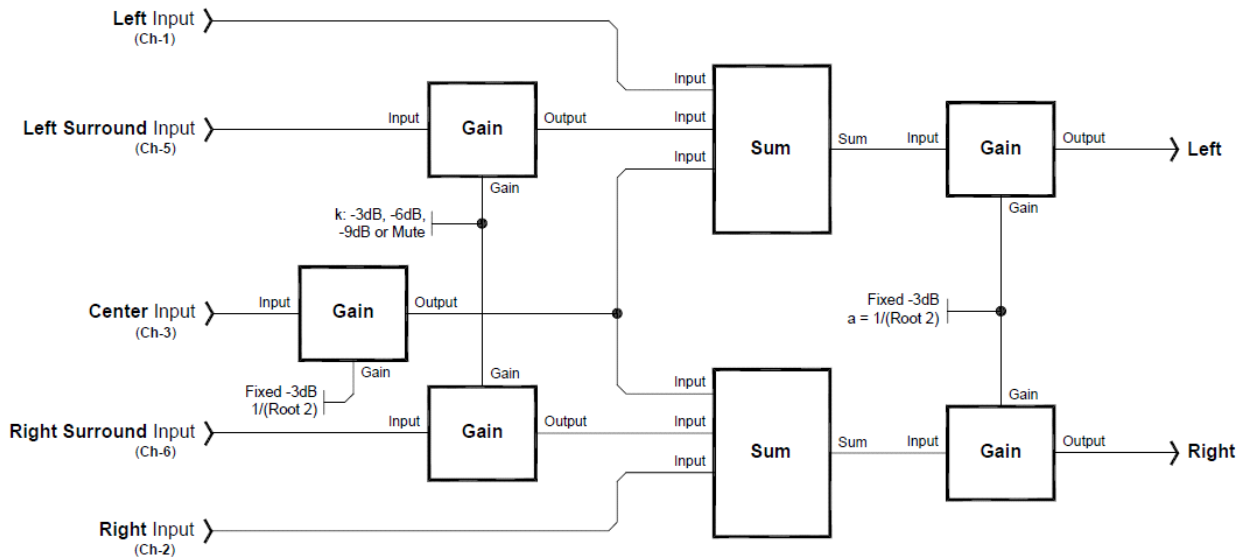 Left Input
(Ch-1)
Input
Left Surround Input
(Ch-5)
Input
Gain
Output
Input
Input
Sum
Sum
Input
Gain
Output
Left
Gain
Gain
k: -3dB, -6dB,
-9dB or Mute
Center Input
(Ch-3)
Input
Gain
Output
Fixed -3dB
a = 1/(Root 2)
Gain
Fixed -3dB
1/(Root 2)
Gain
Input
Gain
Right Surround Input
(Ch-6)
Input
Gain
Output
Input
Input
Sum
Sum
Input
Gain
Output
Right
Right Input
(Ch-2)